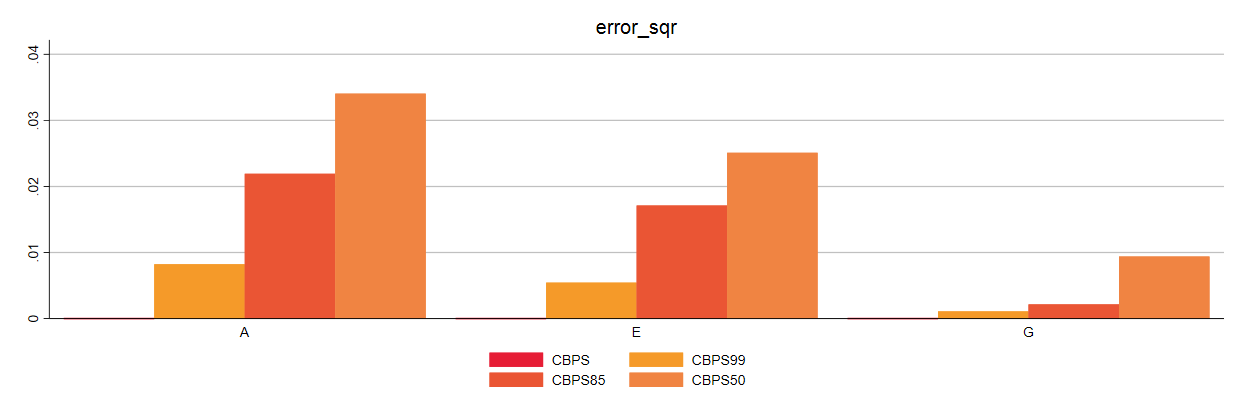 error_sqr
.04
.03
.02
.01
0
A E G
CBPS CBPS99
CBPS85 CBPS50